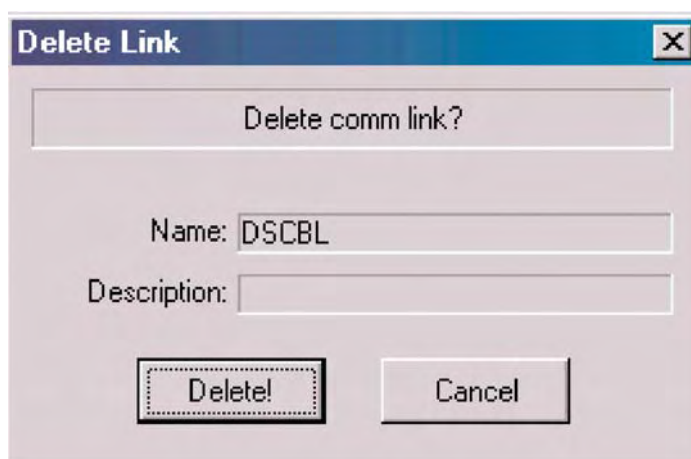 Delete Link
Delete comm link?
Name: DSCBL
Description:
Delete! Cancel